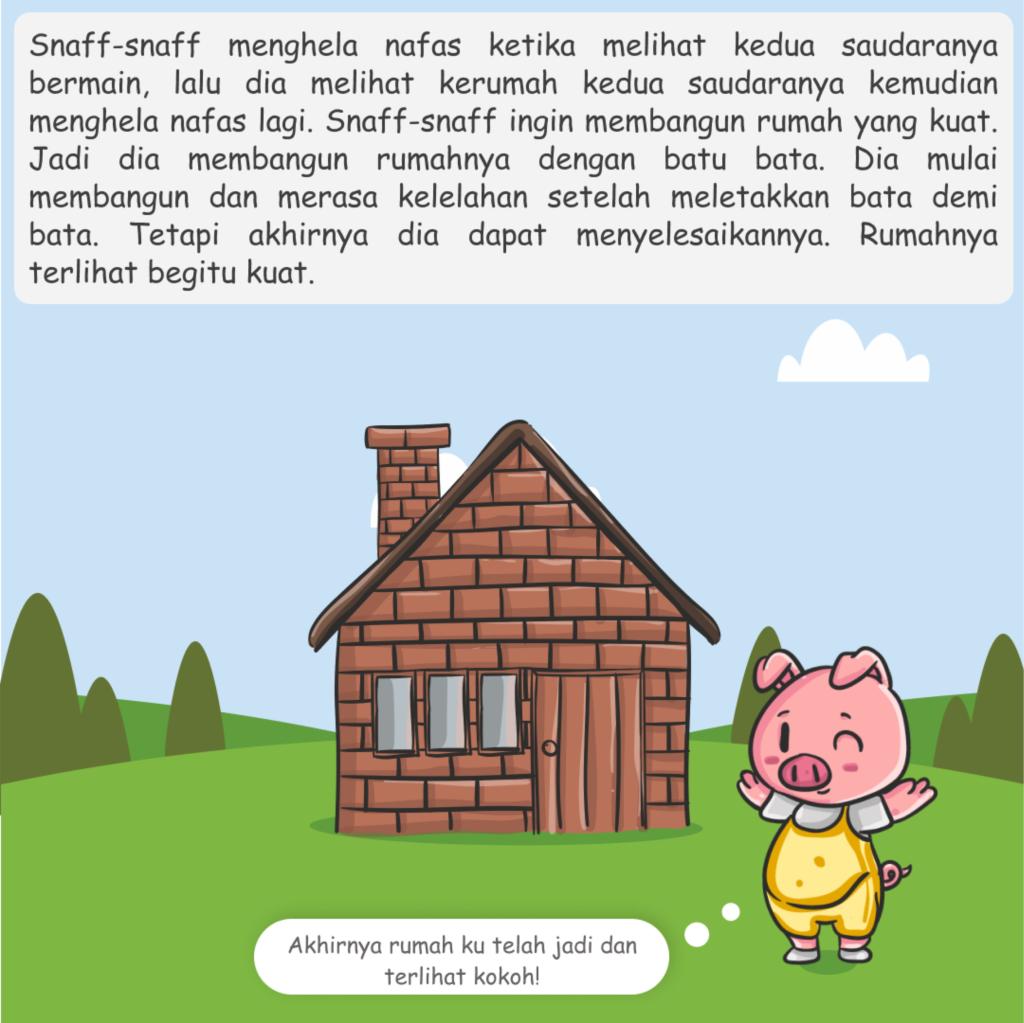 Snaff-snaff menghela nafas ketika melihat kedua saudaranya
bermain, lalu dia melihat kerumah kedua saudaranya kemudian
menghela nafas lagi. Snaff-snaff ingin membangun rumah yang kuat.
Jadi dia membangun rumahnya dengan batu bata. Dia mulai
membangun dan merasa kelelahan setelah meletakkan bata demi
bata. Tetapi akhirnya dia dapat menyelesaikannya. Rumahnya
terlihat begitu kuat.
Akhirnya rumah ku telah jadi dan
terlihat kokoh!